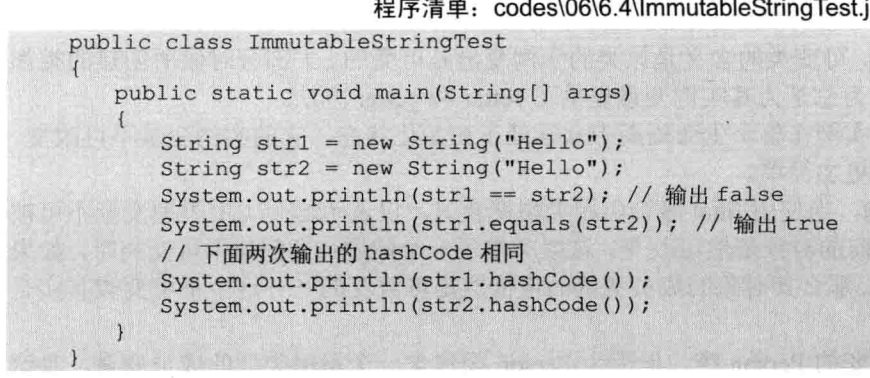 程序清单：codes\06\6.4\ImmutableStringTest.j
public class ImmutableStringTest
{
public static void main(String[] args)
{
String str1 = new String("Hello");
String str2 = new String("Hello");
System.out.println(str1 == str2); // 输出 false
System.out.println(str1.equals(str2)); // 输出 true
// 下面两次输出的 hashCode 相同
System.out.println(str1.hashCode());
System.out.println(str2.hashCode());
}
}